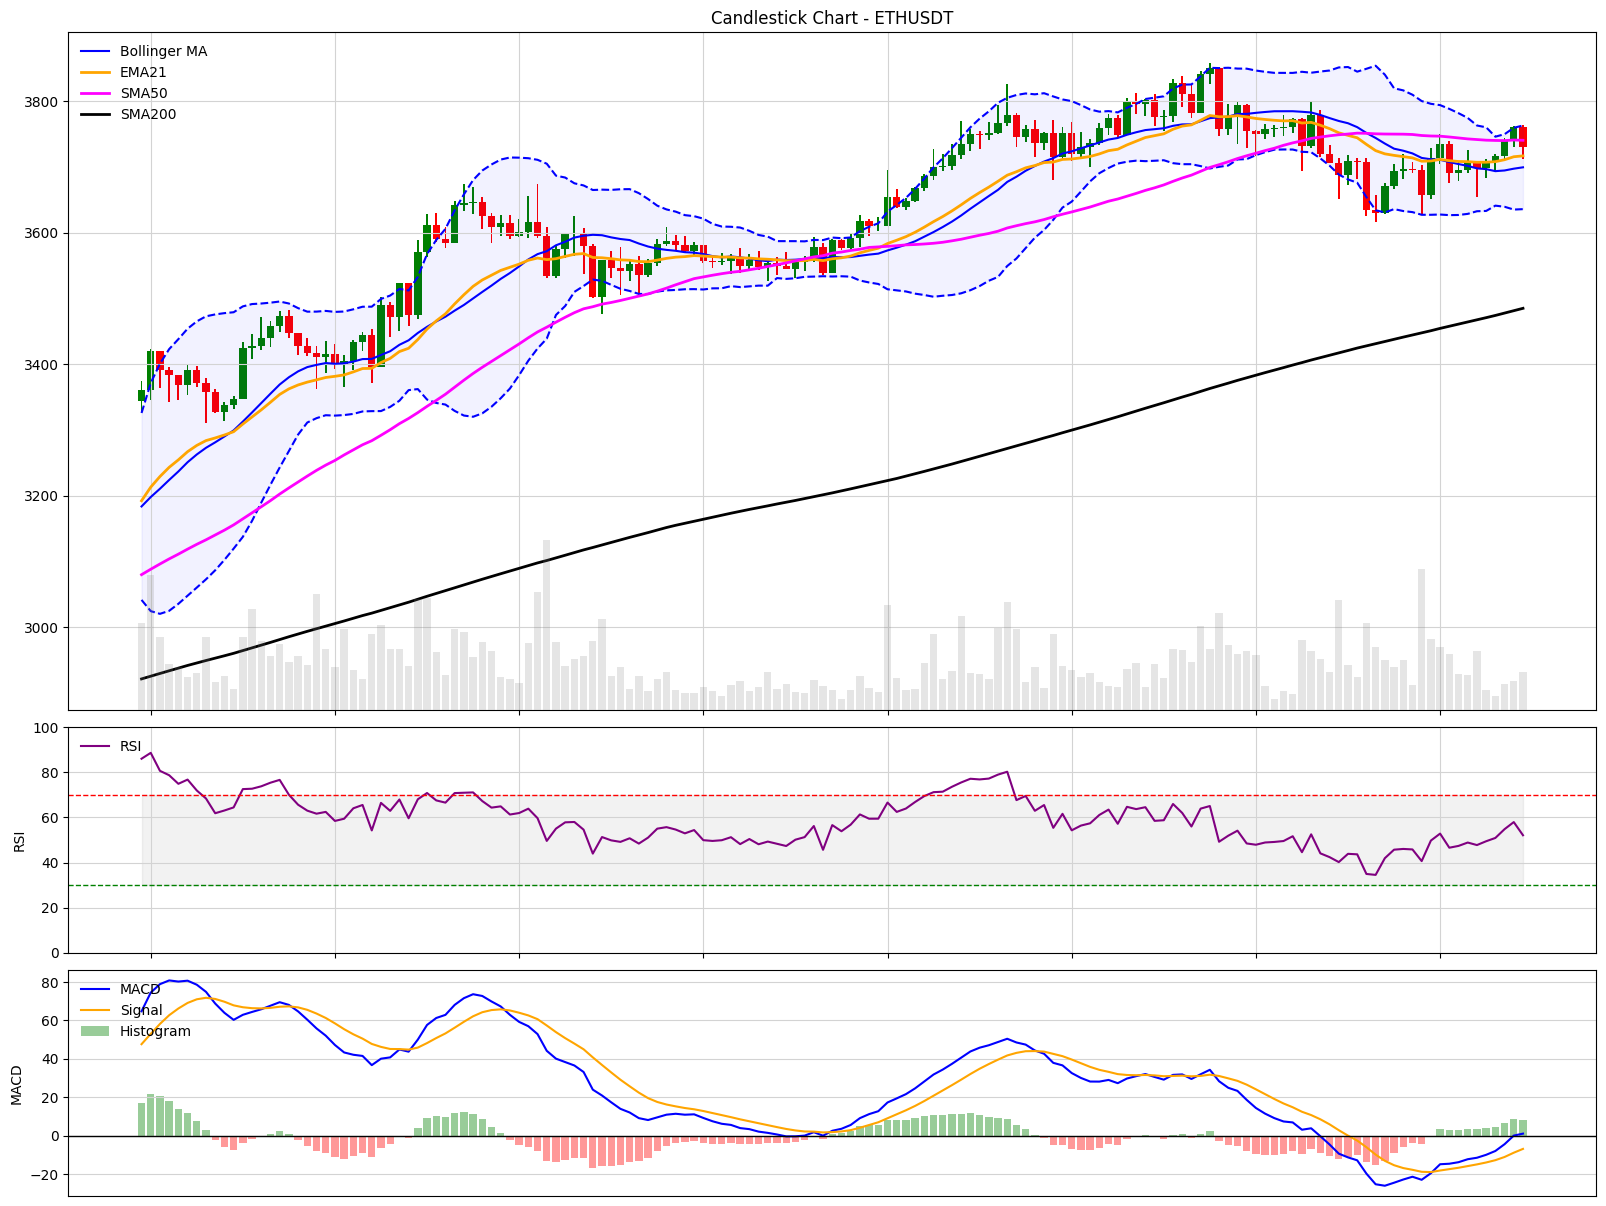 Candlestick Chart - ETHUSDT
Bollinger MA
EMA21
SMA50
SMA200
3800
3600
3400
3200
3000
RSI
100
80
60
40
20
0
RSI
MACD
Signal
Histogram
80
60
40
20
0
−20
MACD